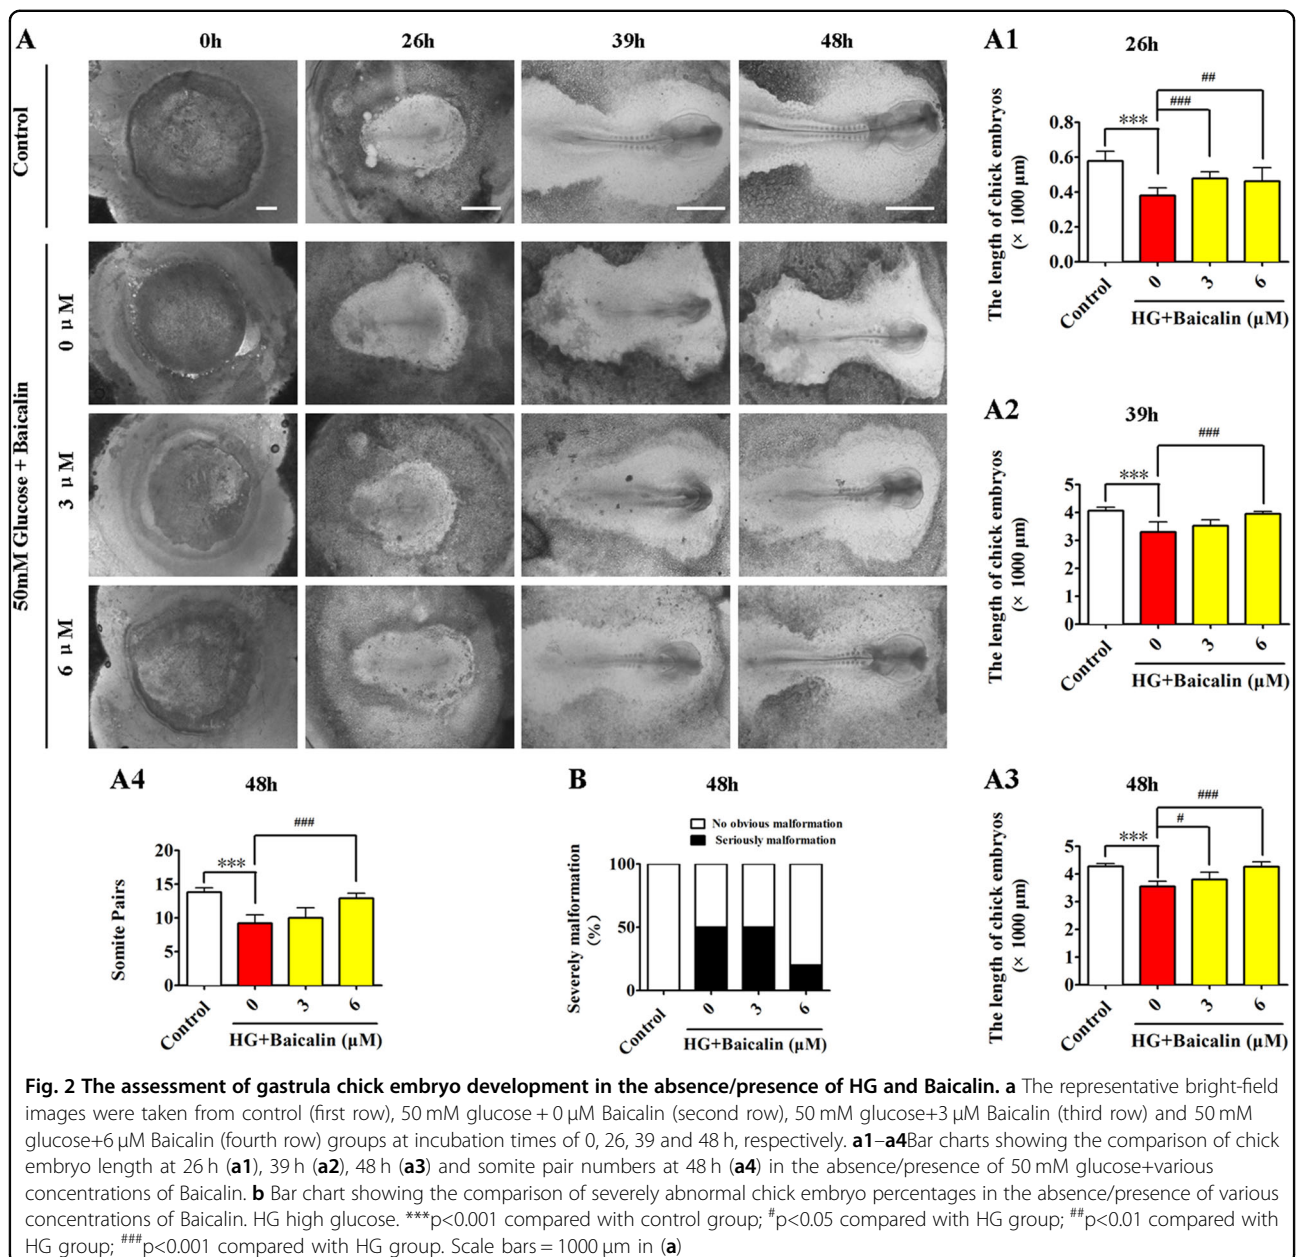 A
0h
26h
39h
48h
Control
50mM Glucose + Baicalin
0 μM
3 μM
6 μM
A1
26h
##
###
***
The length of chick embryos
(× 1000 μm)
0.8
0.6
0.4
0.2
0.0
Control
0
3
6
HG+Baicalin (μM)
A2
39h
###
***
The length of chick embryos
(× 1000 μm)
5
4
3
2
1
0
Control
0
3
6
HG+Baicalin (μM)
A4
48h
###
***
Somite Pairs
20
15
10
5
0
Control
0
3
6
HG+Baicalin (μM)
B
48h
No obvious malformation
Seriously malformation
Severely malformation
(%)
100
50
0
Control
0
3
6
HG+Baicalin (μM)
A3
48h
###
#
***
The length of chick embryos
(× 1000 μm)
5
4
3
2
1
0
Control
0
3
6
HG+Baicalin (μM)
Fig. 2 The assessment of gastrula chick embryo development in the absence/presence of HG and Baicalin. a The representative bright-field
images were taken from control (first row), 50 mM glucose + 0 μM Baicalin (second row), 50 mM glucose+3 μM Baicalin (third row) and 50 mM
glucose+6 μM Baicalin (fourth row) groups at incubation times of 0, 26, 39 and 48 h, respectively. a1–a4Bar charts showing the comparison of chick
embryo length at 26 h (a1), 39 h (a2), 48 h (a3) and somite pair numbers at 48 h (a4) in the absence/presence of 50 mM glucose+various
concentrations of Baicalin. b Bar chart showing the comparison of severely abnormal chick embryo percentages in the absence/presence of various
concentrations of Baicalin. HG high glucose. ***p<0.001 compared with control group; #p<0.05 compared with HG group; ##p<0.01 compared with
HG group; ###p<0.001 compared with HG group. Scale bars = 1000 μm in (a)